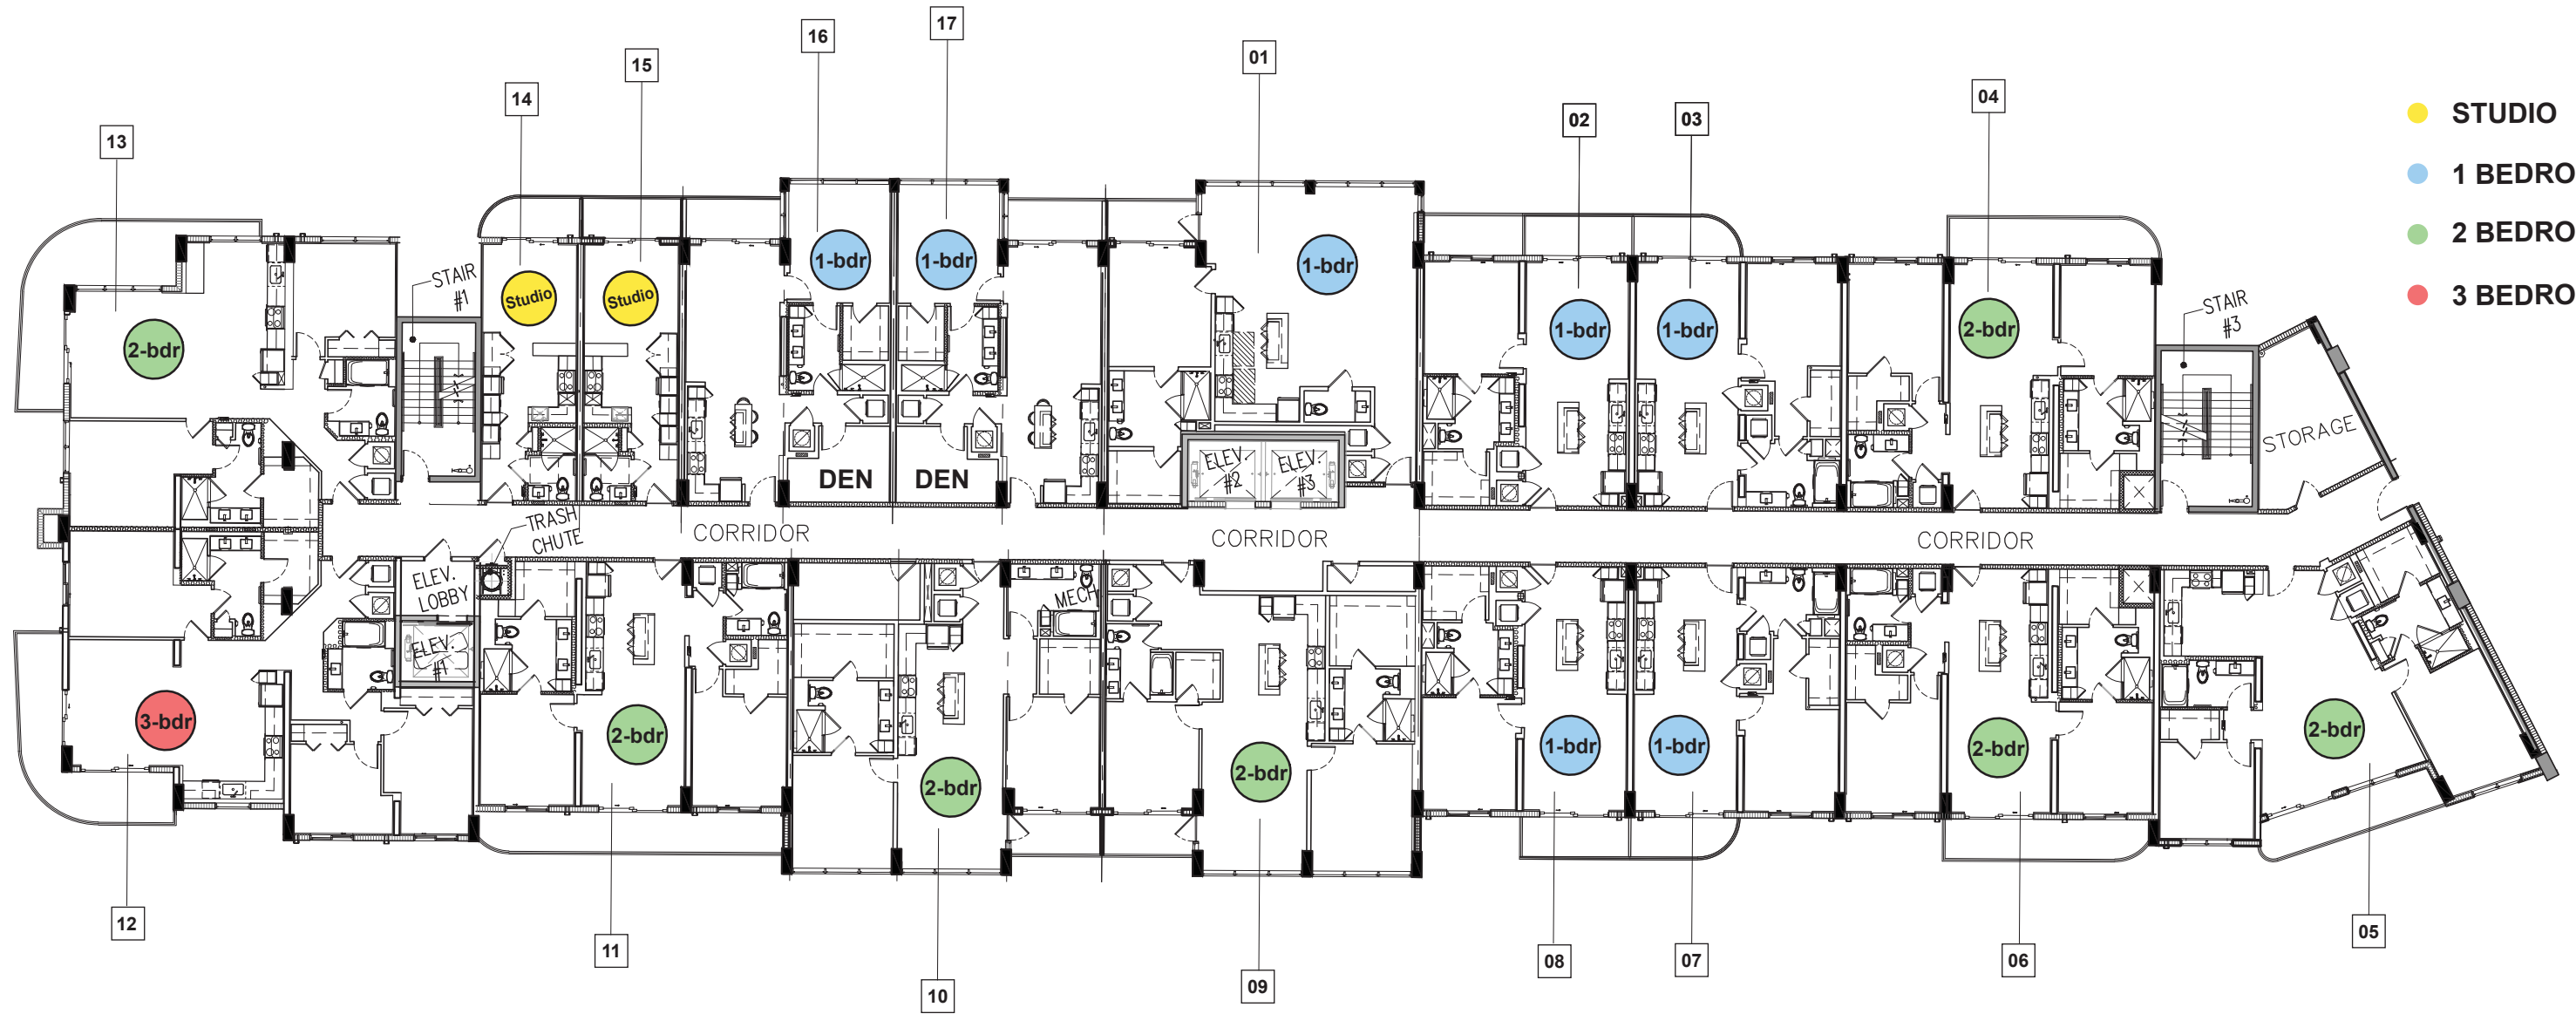 17
16
01
15
04
14
STUDIO
02
03
13
1 BEDRO
2 BEDRO
1-bdr
1-bdr
1-bdr
STAIR
#1
Studio
Studio
3 BEDRO
STAIR
#3
2-bdr
1-bdr
1-bdr
2-bdr
STORAGE
ELEV.
#2
ELEV.
#3
DEN
DEN
TRASH
CHUTE
CORRIDOR
CORRIDOR
CORRIDOR
ELEV.
LOBBY
MECH
ELEV.
#1
3-bdr
2-bdr
2-bdr
2-bdr
1-bdr
1-bdr
2-bdr
2-bdr
12
11
10
09
08
07
06
05